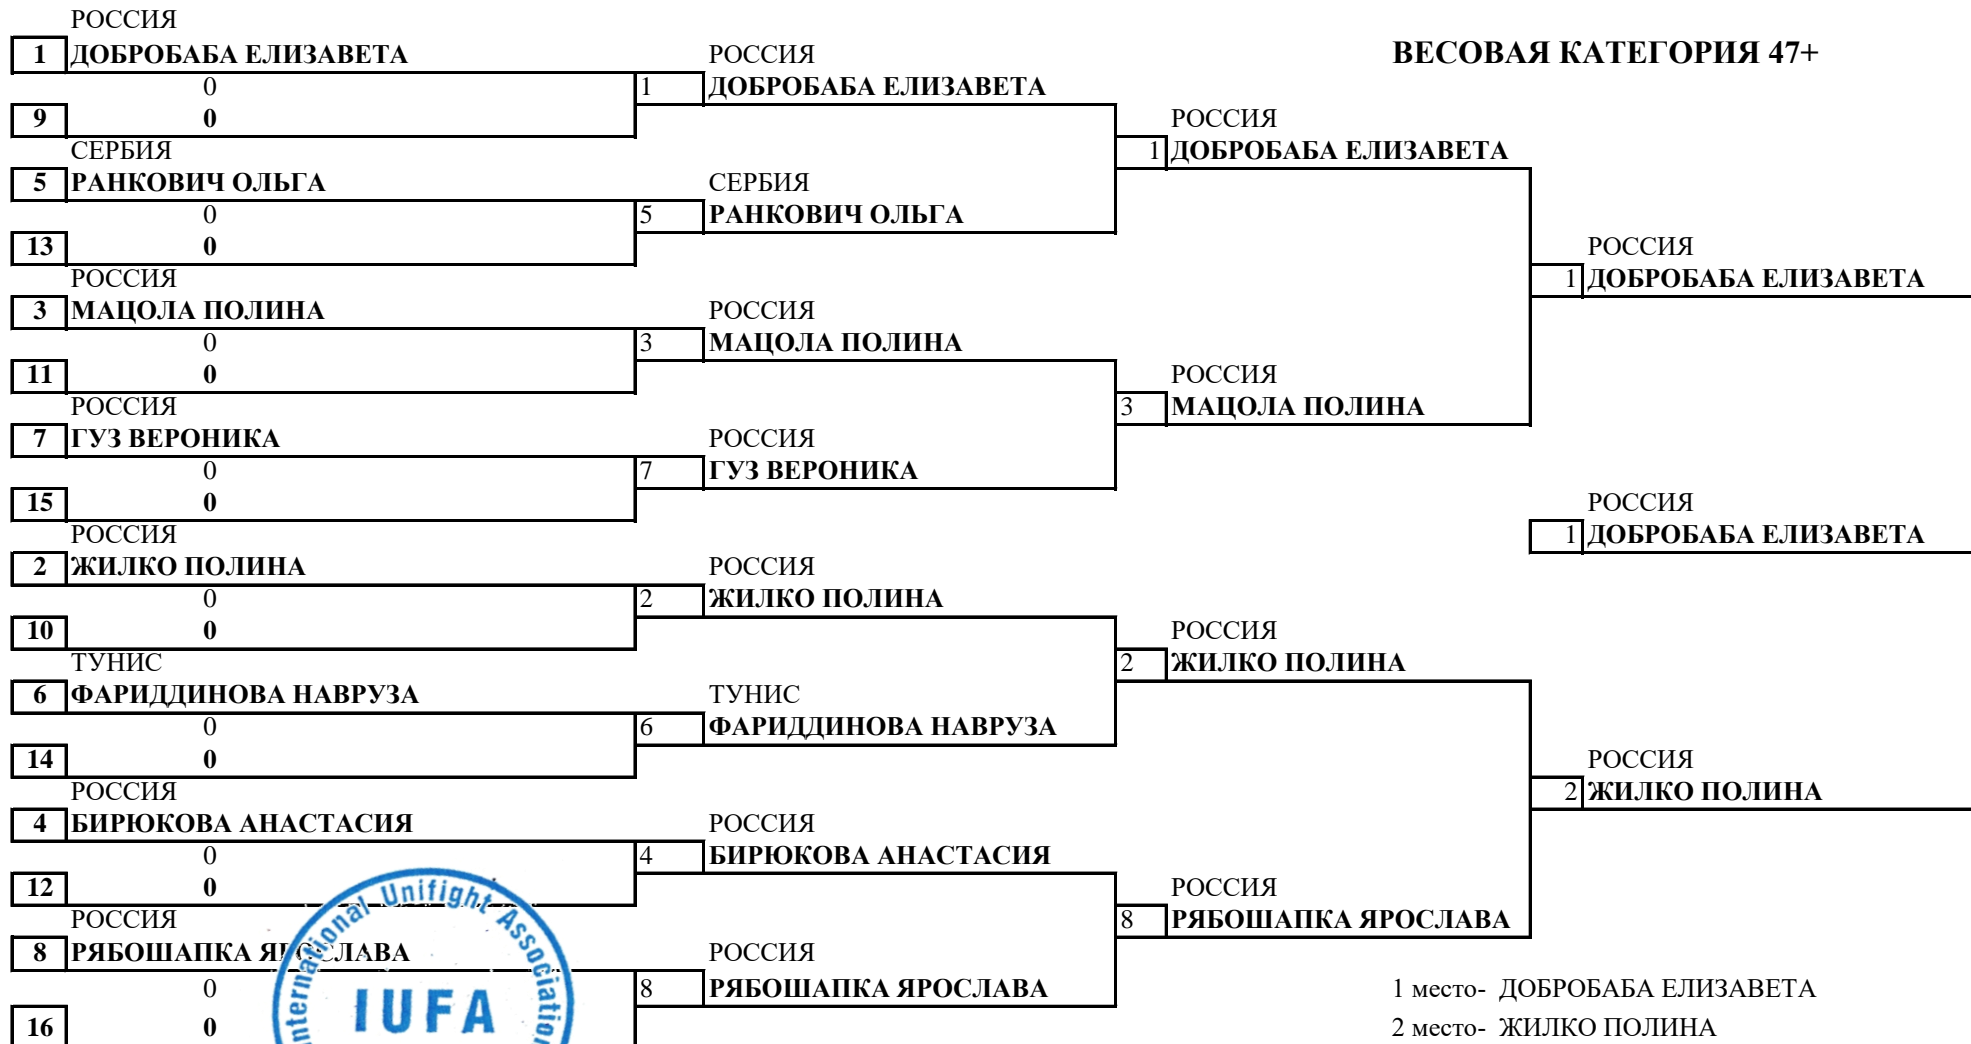 РОССИЯ
1 ДОБРОБАБА ЕЛИЗАВЕТА
0
9 0
СЕРБИЯ
5 РАНКОВИЧ ОЛЬГА
0
13 0
РОССИЯ
3 МАЦОЛА ПОЛИНА
0
11 0
РОССИЯ
7 ГУЗ ВЕРОНИКА
0
15 0
РОССИЯ
2 ЖИЛКО ПОЛИНА
0
10 0
ТУНИС
6 ФАРИДДИНОВА НАВРУЗА
0
14 0
РОССИЯ
4 БИРЮКОВА АНАСТАСИЯ
0
12 0
РОССИЯ
8 РЯБОШАПКА ЯРОСЛАВА
0
16 0
International Unifight Association
IUFA
РОССИЯ
1 ДОБРОБАБА ЕЛИЗАВЕТА
СЕРБИЯ
5 РАНКОВИЧ ОЛЬГА
РОССИЯ
3 МАЦОЛА ПОЛИНА
РОССИЯ
7 ГУЗ ВЕРОНИКА
РОССИЯ
2 ЖИЛКО ПОЛИНА
ТУНИС
6 ФАРИДДИНОВА НАВРУЗА
РОССИЯ
4 БИРЮКОВА АНАСТАСИЯ
РОССИЯ
8 РЯБОШАПКА ЯРОСЛАВА
РОССИЯ
1 ДОБРОБАБА ЕЛИЗАВЕТА
РОССИЯ
3 МАЦОЛА ПОЛИНА
РОССИЯ
2 ЖИЛКО ПОЛИНА
РОССИЯ
8 РЯБОШАПКА ЯРОСЛАВА
ВЕСОВАЯ КАТЕГОРИЯ 47+
РОССИЯ
1 ДОБРОБАБА ЕЛИЗАВЕТА
РОССИЯ
1 ДОБРОБАБА ЕЛИЗАВЕТА
РОССИЯ
2 ЖИЛКО ПОЛИНА
1 место- ДОБРОБАБА ЕЛИЗАВЕТА
2 место- ЖИЛКО ПОЛИНА